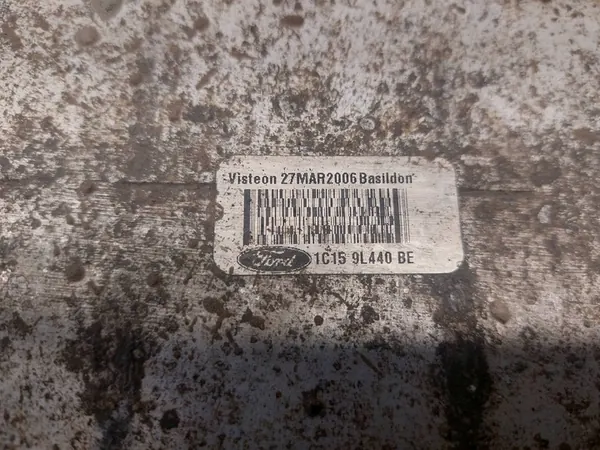 Visteon 27MAR2006 Basildon
Ford 1C15 9L440 BE